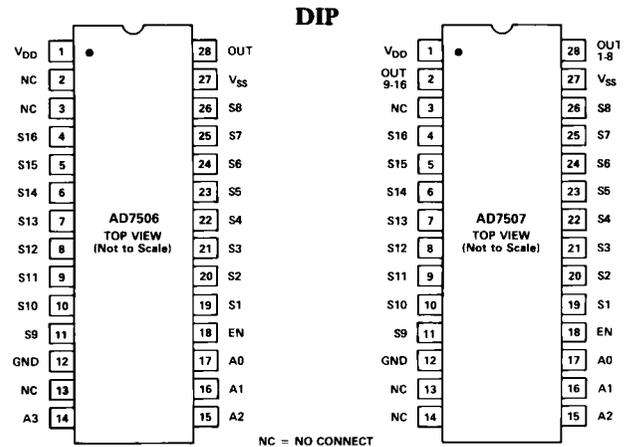 DIP
VDD 1 28 OUT
NC 2 27 VSS
NC 3 26 S8
S16 4 25 S7
S15 5 24 S6
S14 6 23 S5
S13 7 22 S4
S12 8 21 S3
S11 9 20 S2
S10 10 19 S1
S9 11 18 EN
GND 12 17 A0
NC 13 16 A1
A3 14 15 A2
AD7506
TOP VIEW
(Not to Scale)
VDD 1 28 OUT 1-8
OUT 9-16 2 27 VSS
NC 3 26 S8
S16 4 25 S7
S15 5 24 S6
S14 6 23 S5
S13 7 22 S4
S12 8 21 S3
S11 9 20 S2
S10 10 19 S1
S9 11 18 EN
GND 12 17 A0
NC 13 16 A1
NC 14 15 A2
AD7507
TOP VIEW
(Not to Scale)
NC = NO CONNECT